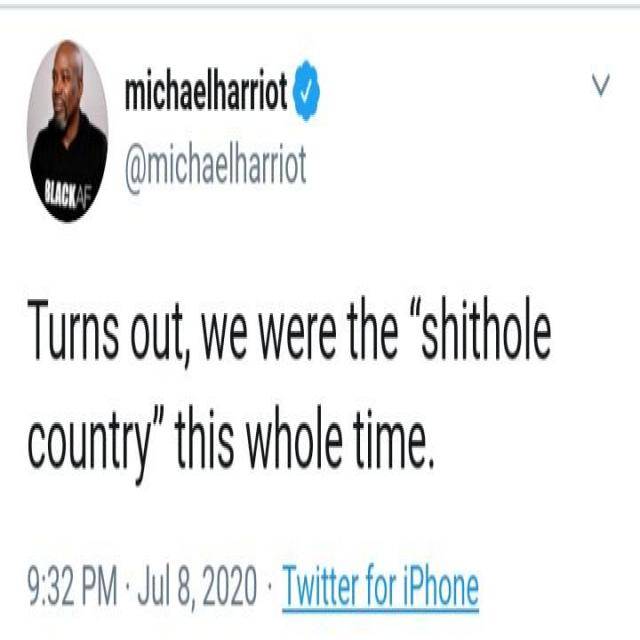 michaelharriot
@michaelharriot
BLACKAF
Turns out, we were the “shithole
country” this whole time.
9:32 PM · Jul 8, 2020 · Twitter for iPhone